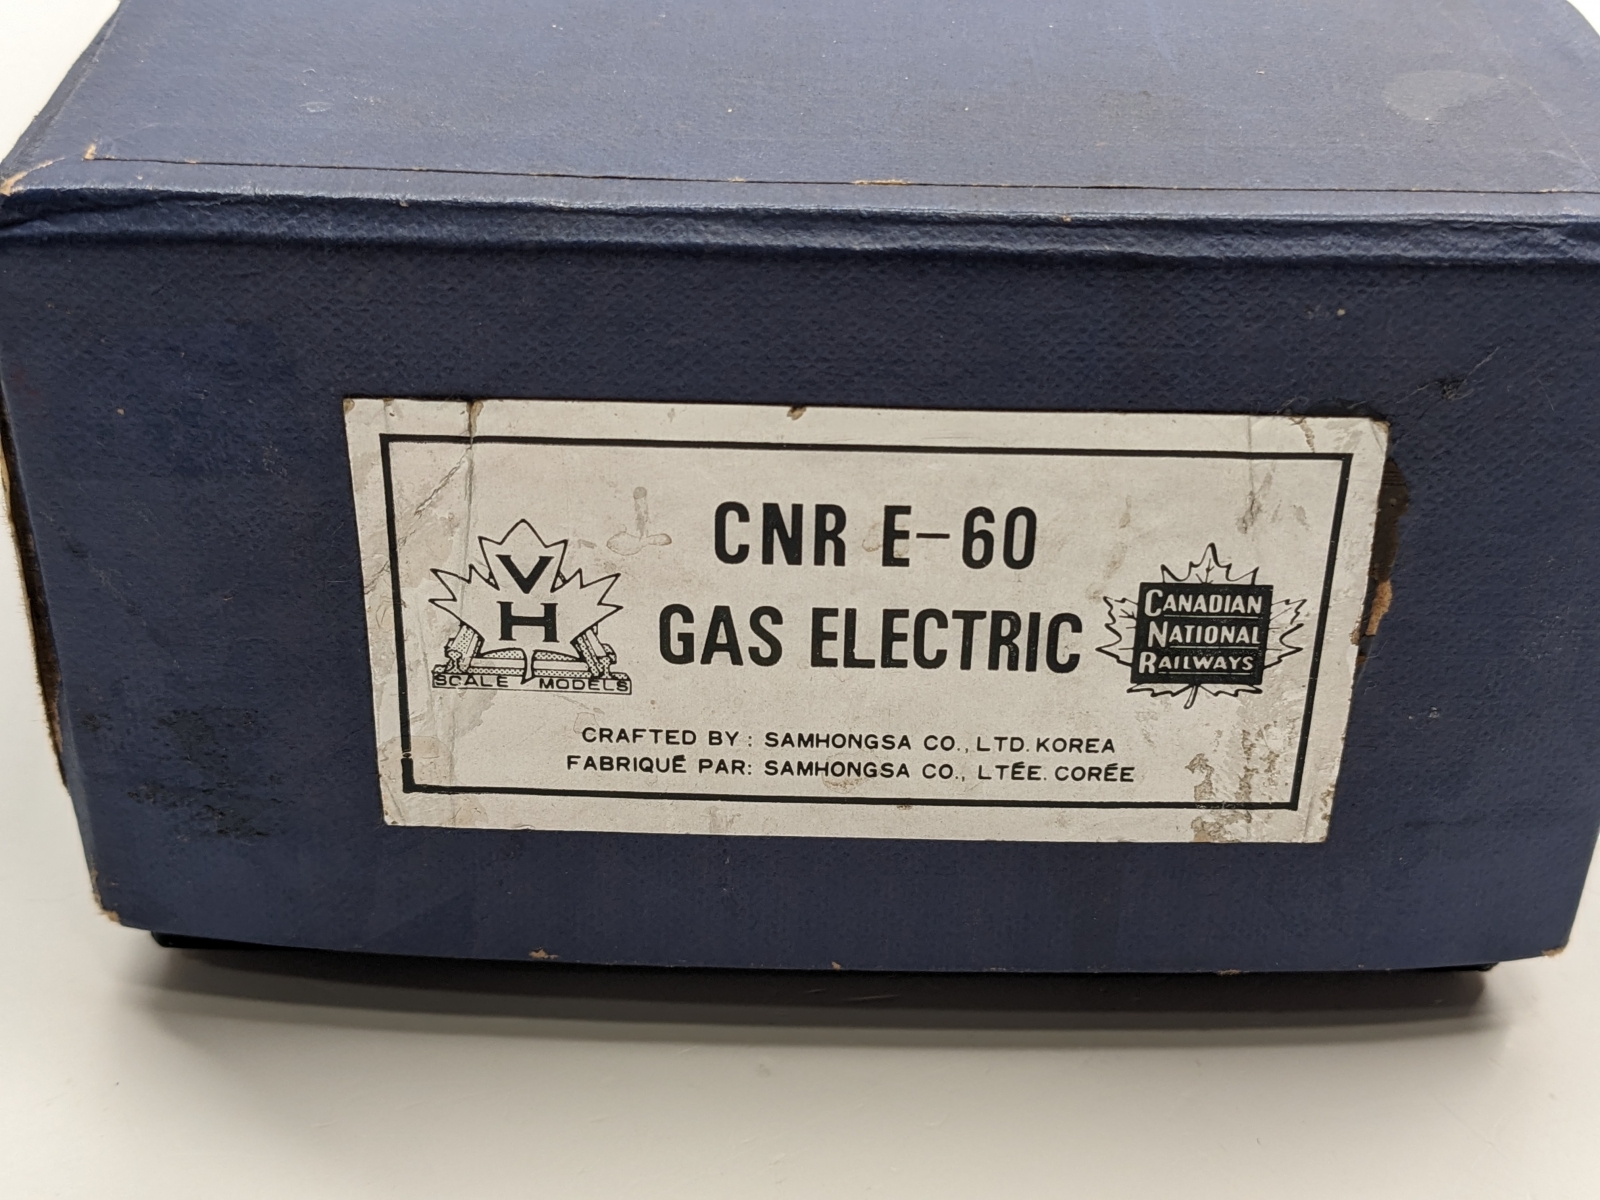 CNR E-60
GAS ELECTRIC
V
H
SCALE MODELS
CANADIAN
NATIONAL
RAILWAYS
CRAFTED BY: SAMHONGSA CO., LTD. KOREA
FABRIQUÉ PAR: SAMHONGSA CO., LTÉE. CORÉE